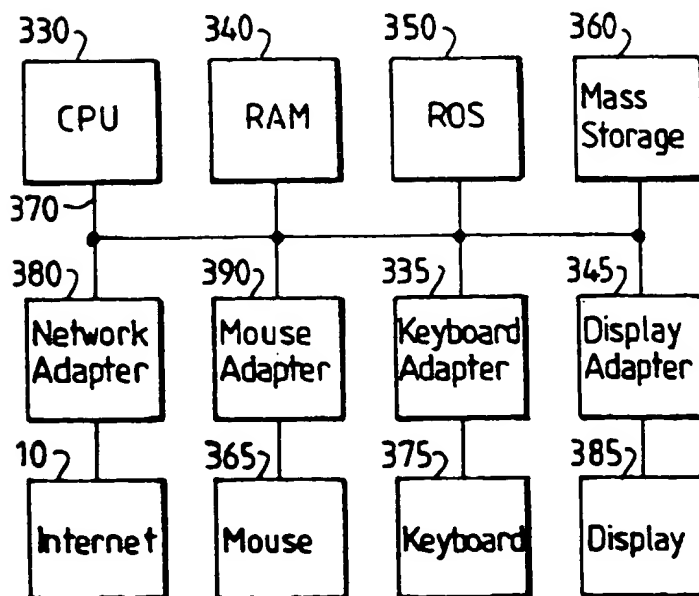 330
340
350
360
CPU
RAM
ROS
Mass
Storage
370
380
390
335
345
Network
Adapter
Mouse
Adapter
Keyboard
Adapter
Display
Adapter
10
365
375
385
Internet
Mouse
Keyboard
Display